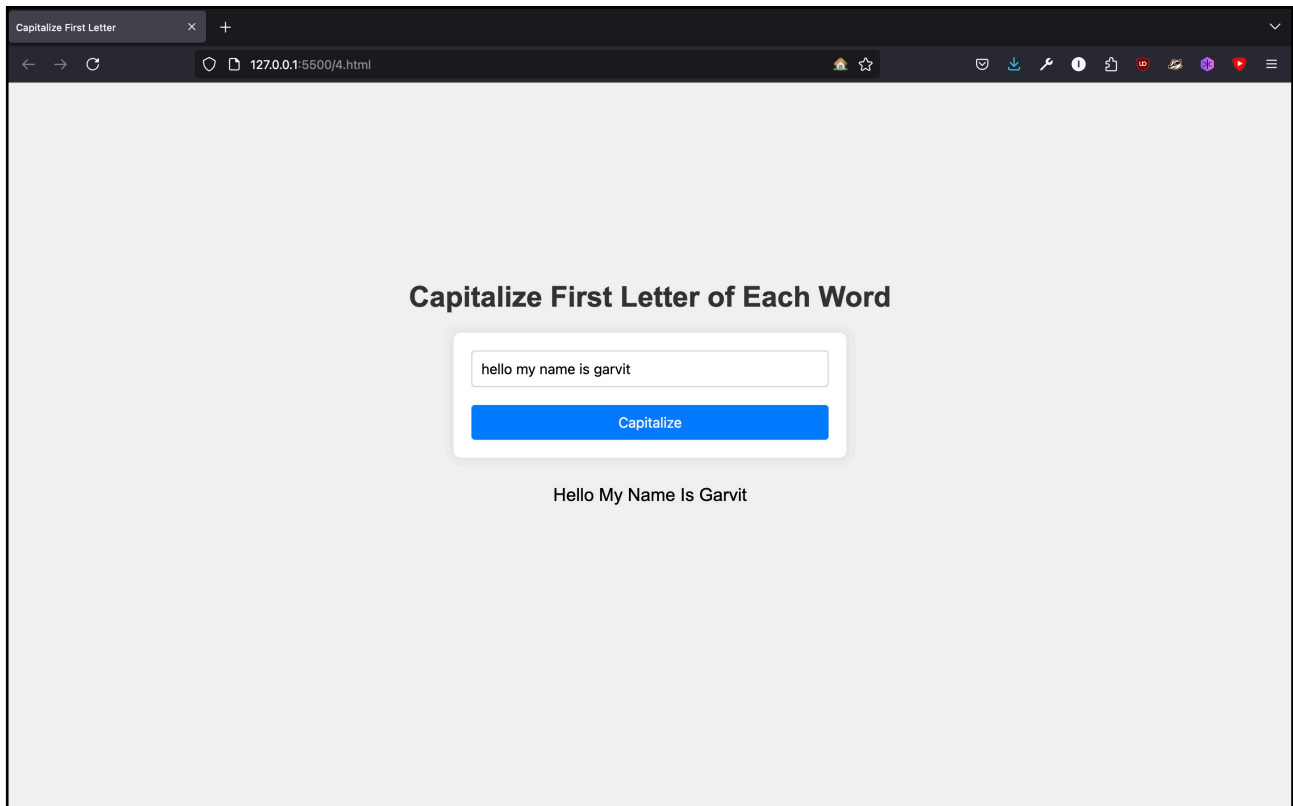 Capitalize First Letter
127.0.0.1:5500/4.html
Capitalize First Letter of Each Word
hello my name is garvit
Capitalize
Hello My Name Is Garvit